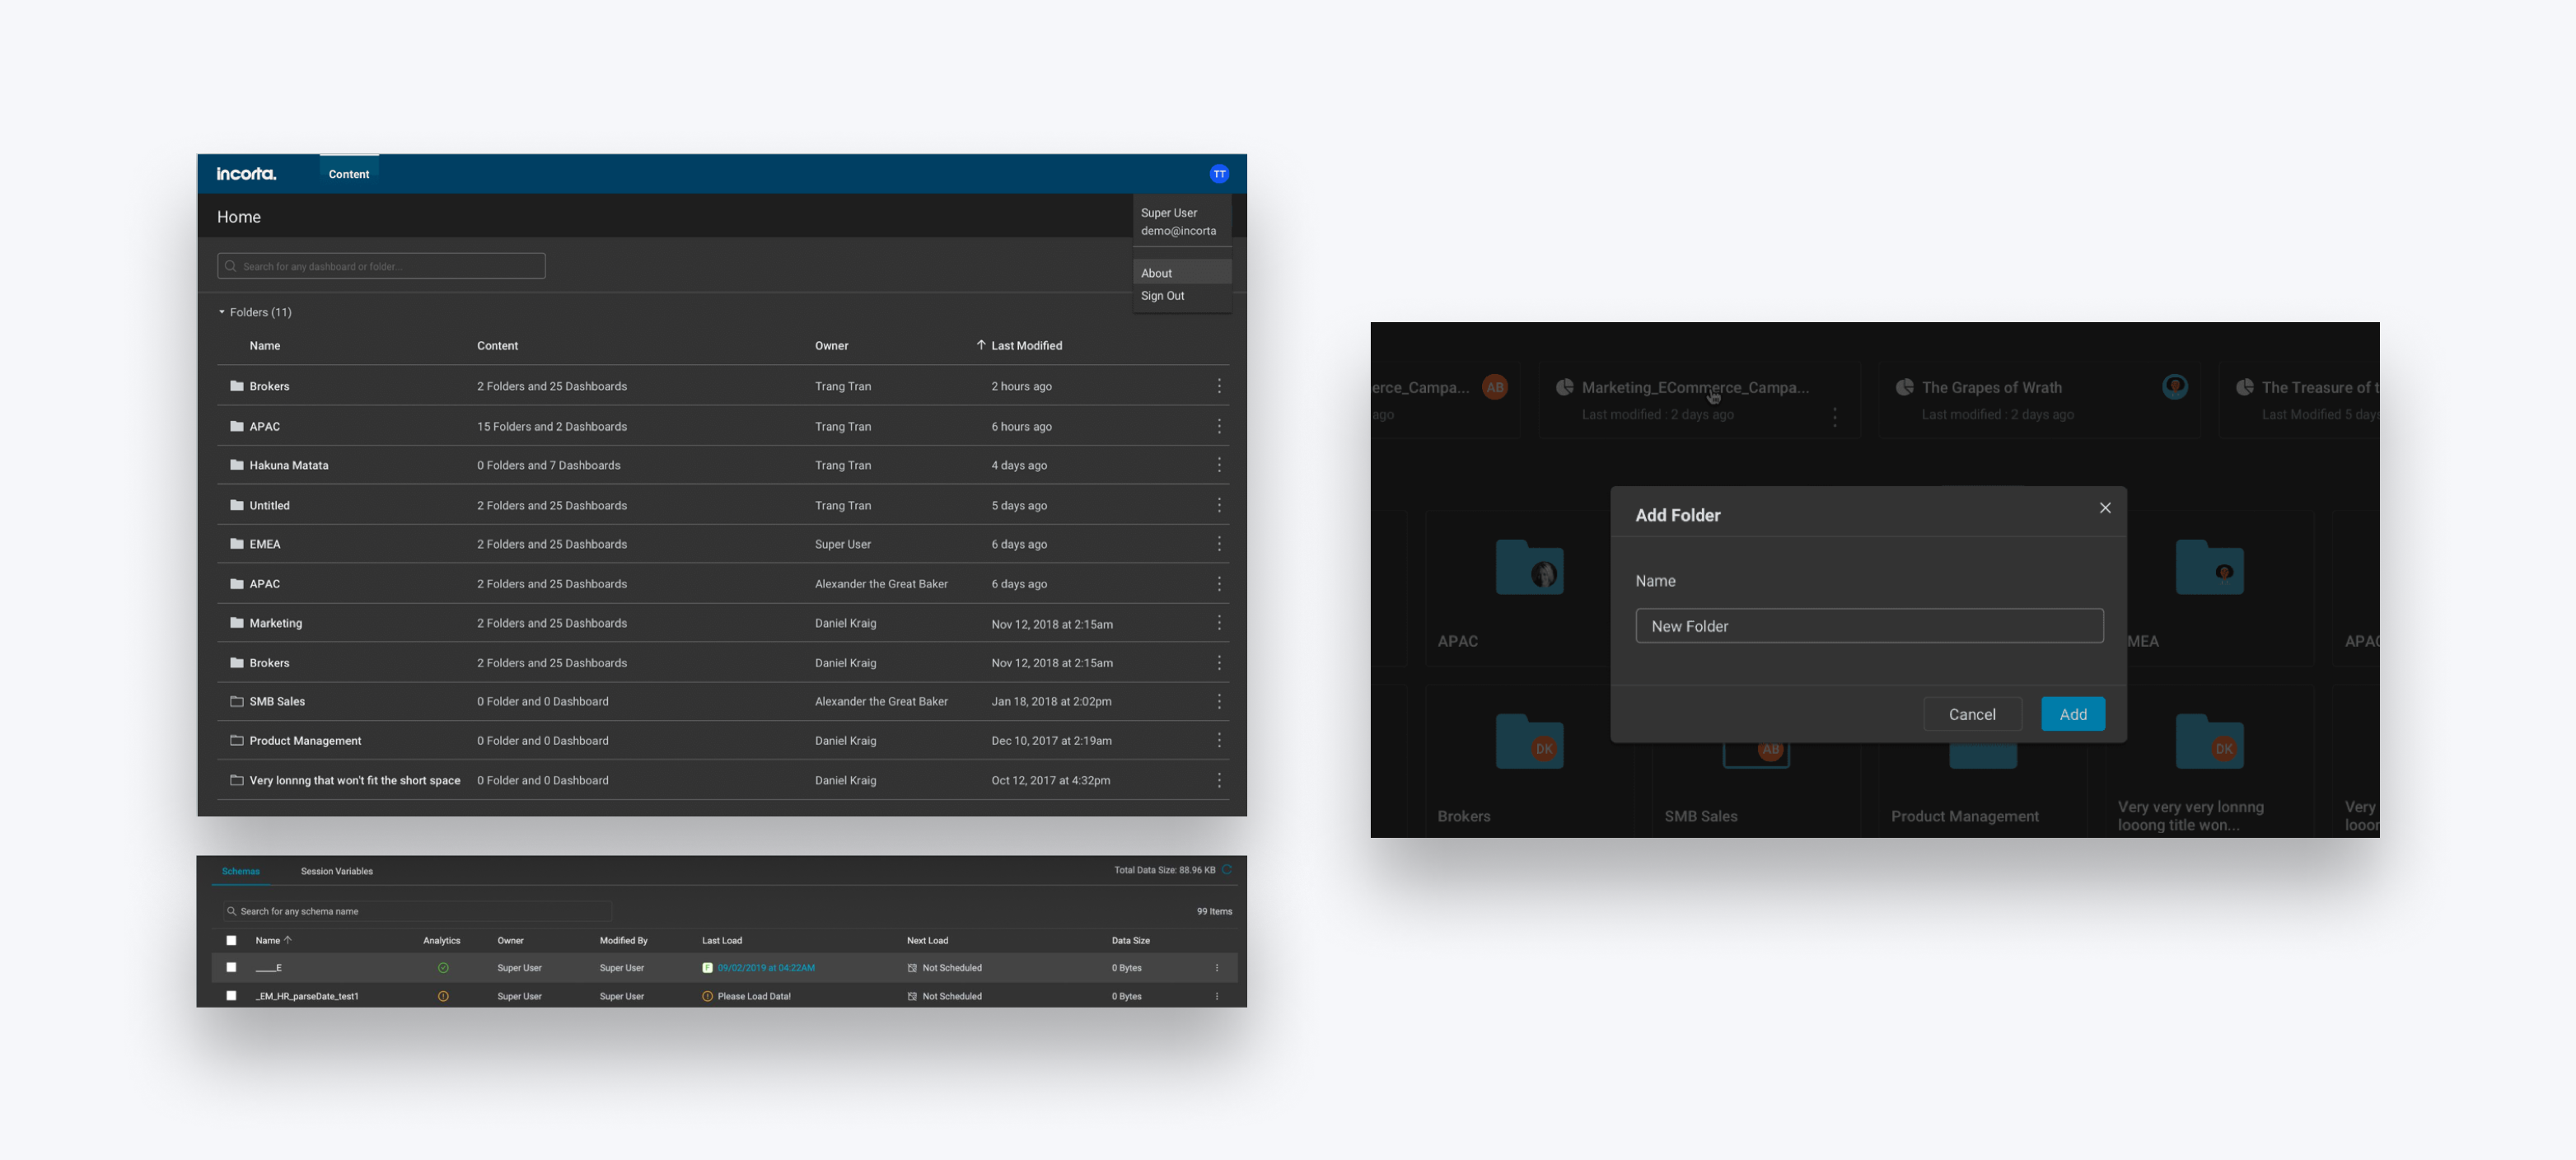 incorta.
Content
TT
Home
Super User
demo@incorta
About
Sign Out
Search for any dashboard or folder...
Folders (11)
Name Content Owner Last Modified
Brokers 2 Folders and 25 Dashboards Trang Tran 2 hours ago
APAC 15 Folders and 2 Dashboards Trang Tran 6 hours ago
Hakuna Matata 0 Folders and 7 Dashboards Trang Tran 4 days ago
Untitled 2 Folders and 25 Dashboards Trang Tran 5 days ago
EMEA 2 Folders and 25 Dashboards Super User 6 days ago
APAC 2 Folders and 25 Dashboards Alexander the Great Baker 6 days ago
Marketing 2 Folders and 25 Dashboards Daniel Kraig Nov 12, 2018 at 2:15am
Brokers 2 Folders and 25 Dashboards Daniel Kraig Nov 12, 2018 at 2:15am
SMB Sales 0 Folder and 0 Dashboard Alexander the Great Baker Jan 18, 2018 at 2:02pm
Product Management 0 Folder and 0 Dashboard Daniel Kraig Dec 10, 2017 at 2:19am
Very lonnng that won't fit the short space 0 Folder and 0 Dashboard Daniel Kraig Oct 12, 2017 at 4:32pm
Schemas Session Variables Total Data Size: 88.96 KB
Search for any schema name 99 Items
Name Analytics Owner Modified By Last Load Next Load Data Size
____E Super User Super User F 09/02/2019 at 04:22AM Not Scheduled 0 Bytes
_EM_HR_parseDate_test1 Super User Super User Please Load Data! Not Scheduled 0 Bytes
erce_Campa... AB Marketing_ECommerce_Campa... The Grapes of Wrath The Treasure of t
ago Last modified : 2 days ago Last modified : 2 days ago Last Modified 5 days
Add Folder
Name
New Folder
Cancel Add
APAC MEA APAC
DK AB DK
Brokers SMB Sales Product Management Very very very lonnng
looong title won... Very
looor